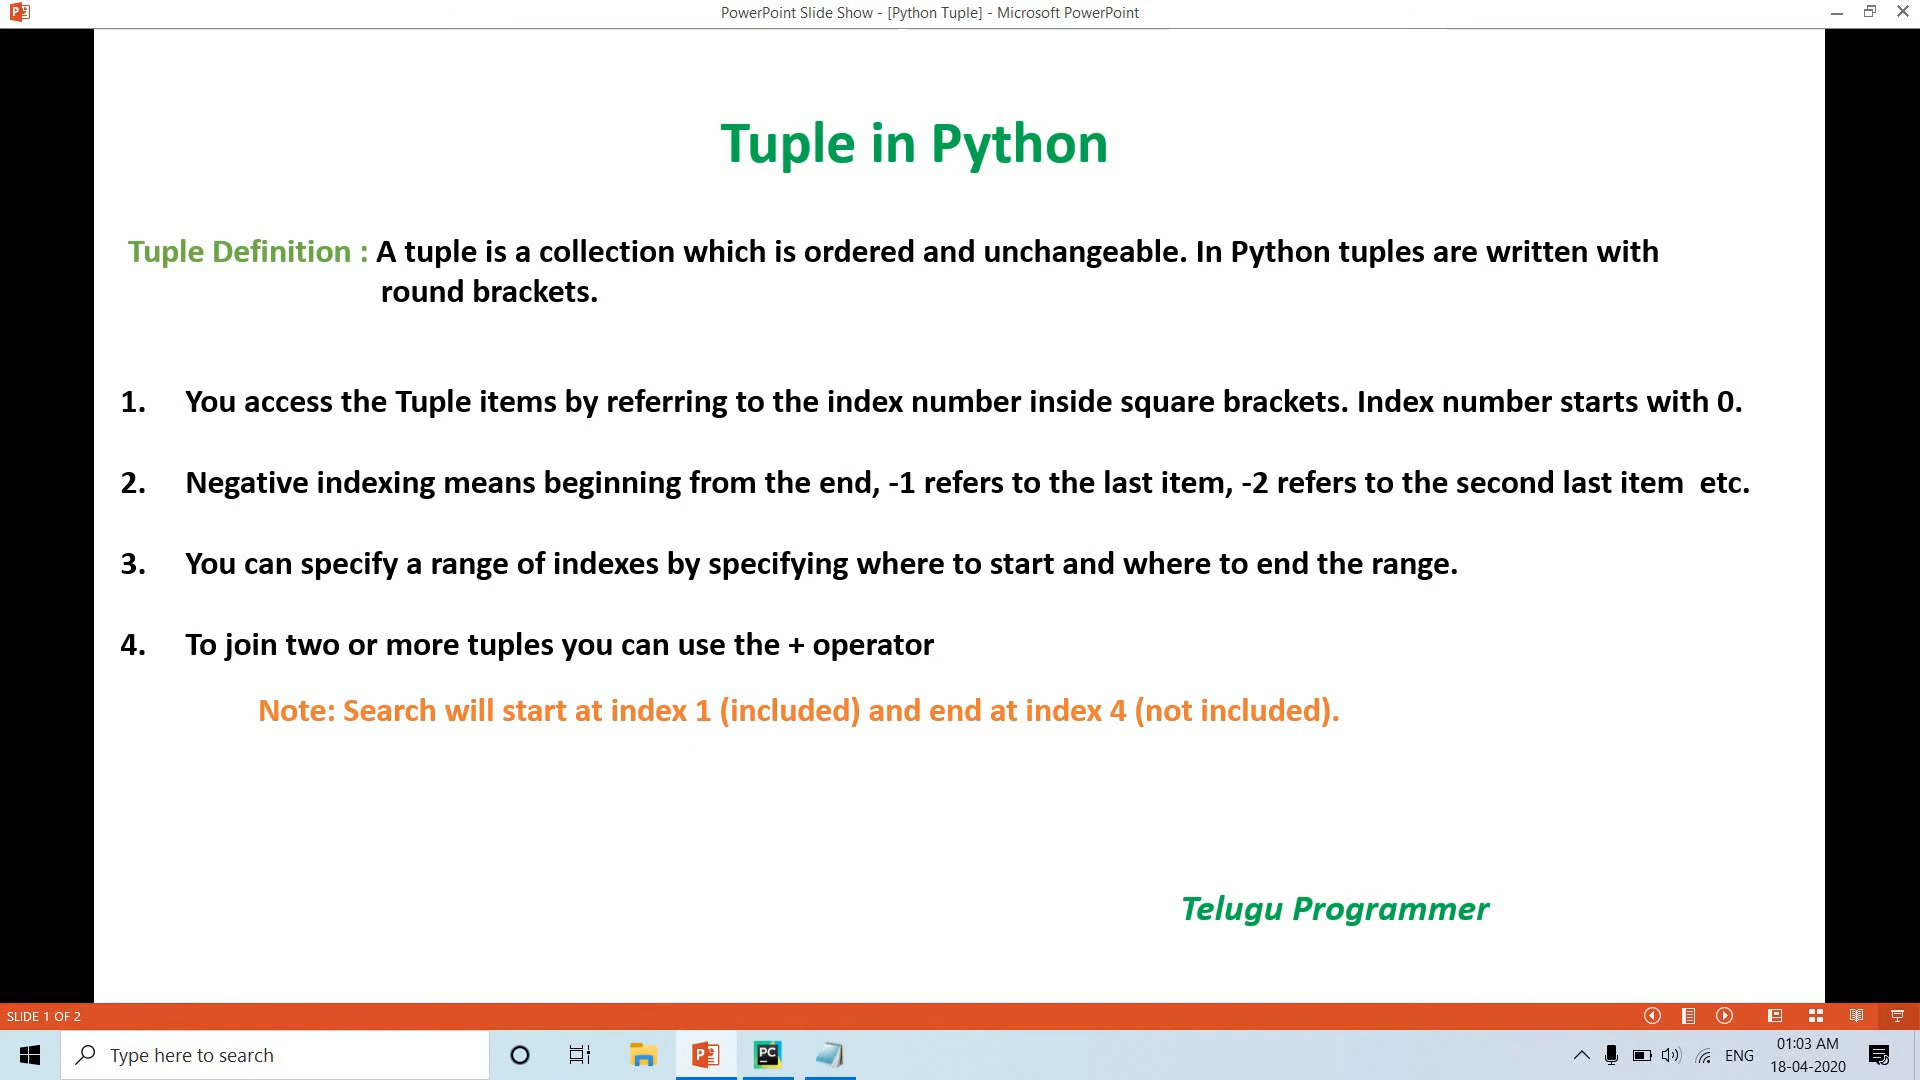 PowerPoint Slide Show - [Python Tuple] - Microsoft PowerPoint
Tuple in Python
Tuple Definition : A tuple is a collection which is ordered and unchangeable. In Python tuples are written with
round brackets.
1. You access the Tuple items by referring to the index number inside square brackets. Index number starts with 0.
2. Negative indexing means beginning from the end, -1 refers to the last item, -2 refers to the second last item etc.
3. You can specify a range of indexes by specifying where to start and where to end the range.
4. To join two or more tuples you can use the + operator
Note: Search will start at index 1 (included) and end at index 4 (not included).
Telugu Programmer
SLIDE 1 OF 2
Type here to search
PC
ENG
01:03 AM
18-04-2020